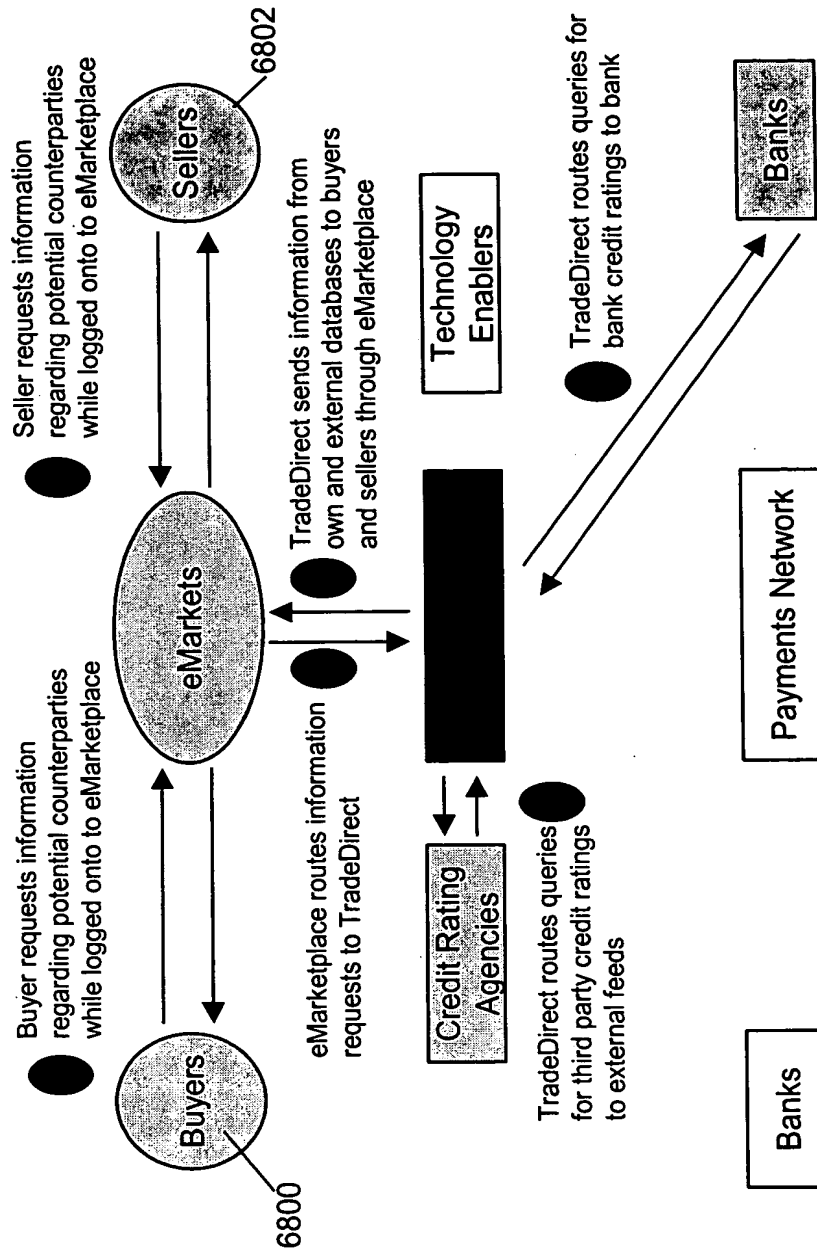 Buyer requests information
regarding potential counterparties
while logged onto to eMarketplace
Seller requests information
regarding potential counterparties
while logged onto to eMarketplace
Buyers
6800
eMarkets
Sellers
6802
eMarketplace routes information
requests to TradeDirect
TradeDirect sends information from
own and external databases to buyers
and sellers through eMarketplace
Credit Rating
Agencies
Technology
Enablers
TradeDirect routes queries
for third party credit ratings
to external feeds
TradeDirect routes queries for
bank credit ratings to bank
Banks
Payments Network
Banks